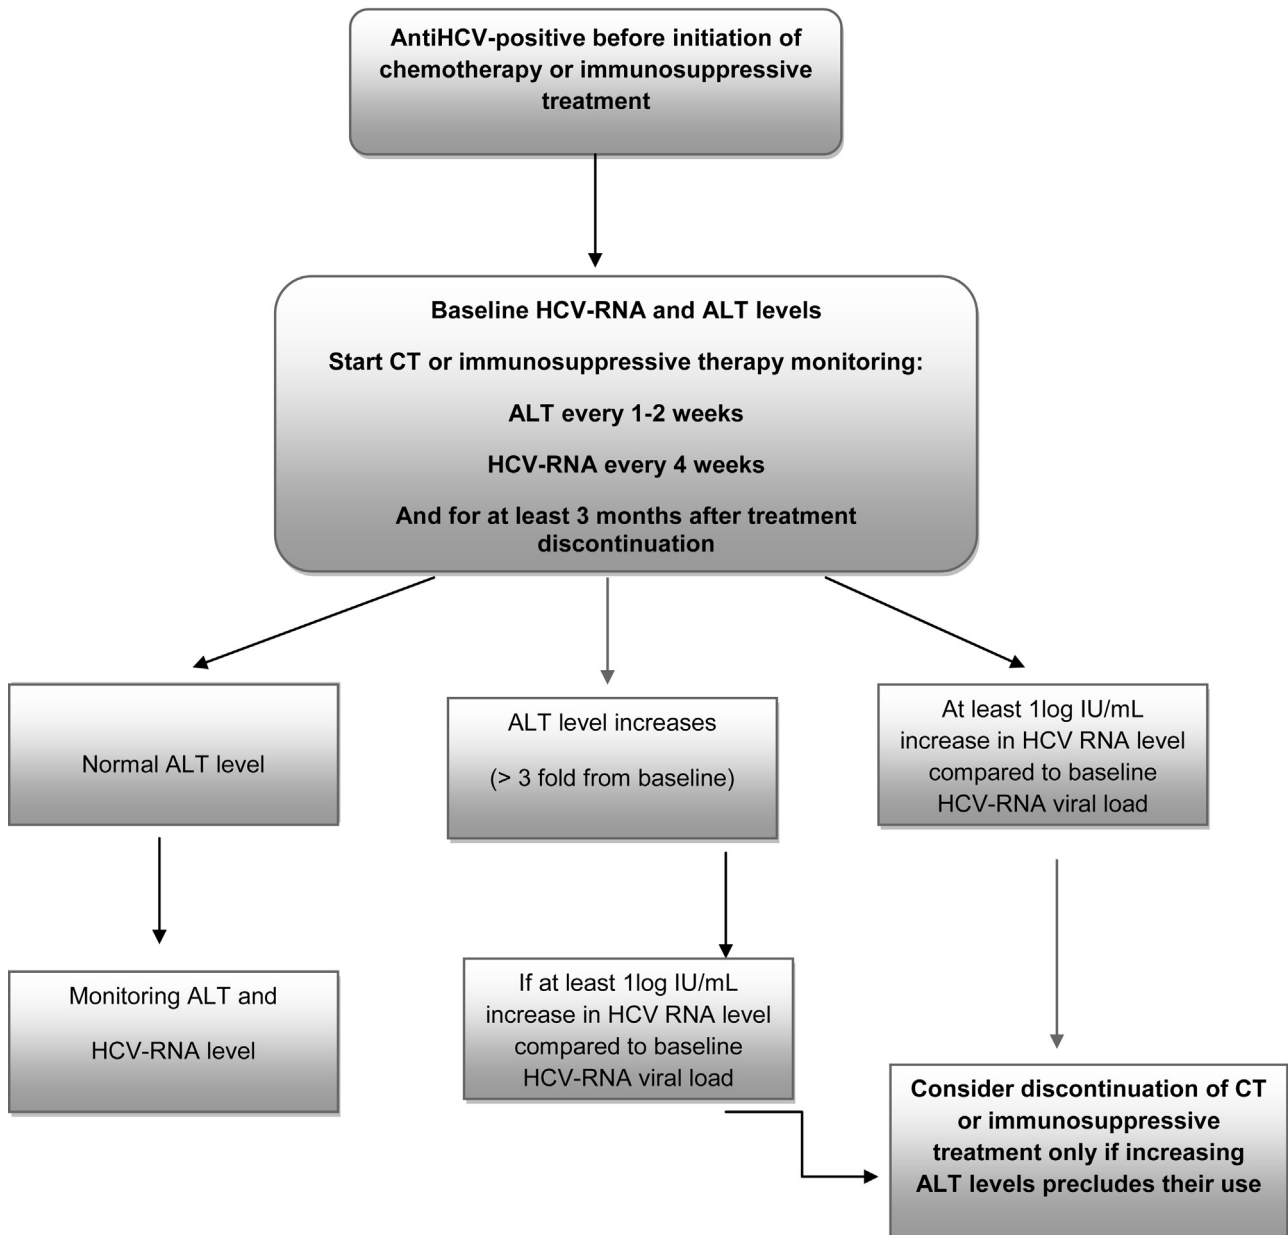 AntiHCV-positive before initiation of
chemotherapy or immunosuppressive
treatment
Baseline HCV-RNA and ALT levels
Start CT or immunosuppressive therapy monitoring:
ALT every 1-2 weeks
HCV-RNA every 4 weeks
And for at least 3 months after treatment
discontinuation
Normal ALT level
ALT level increases
(> 3 fold from baseline)
At least 1log IU/mL
increase in HCV RNA level
compared to baseline
HCV-RNA viral load
Monitoring ALT and
HCV-RNA level
If at least 1log IU/mL
increase in HCV RNA level
compared to baseline
HCV-RNA viral load
Consider discontinuation of CT
or immunosuppressive
treatment only if increasing
ALT levels precludes their use